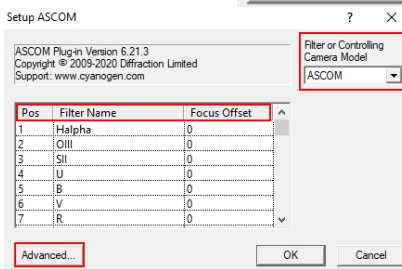 Setup ASCOM ? X
ASCOM Plug-in Version 6.21.3
Copyright © 2009-2020 Diffraction Limited
Support: www.cyanogen.com
Filter or Controlling
Camera Model
ASCOM
Pos Filter Name Focus Offset
1 Halpha 0
2 OIII 0
3 SII 0
4 U 0
5 B 0
6 V 0
7 R 0
Advanced... OK Cancel